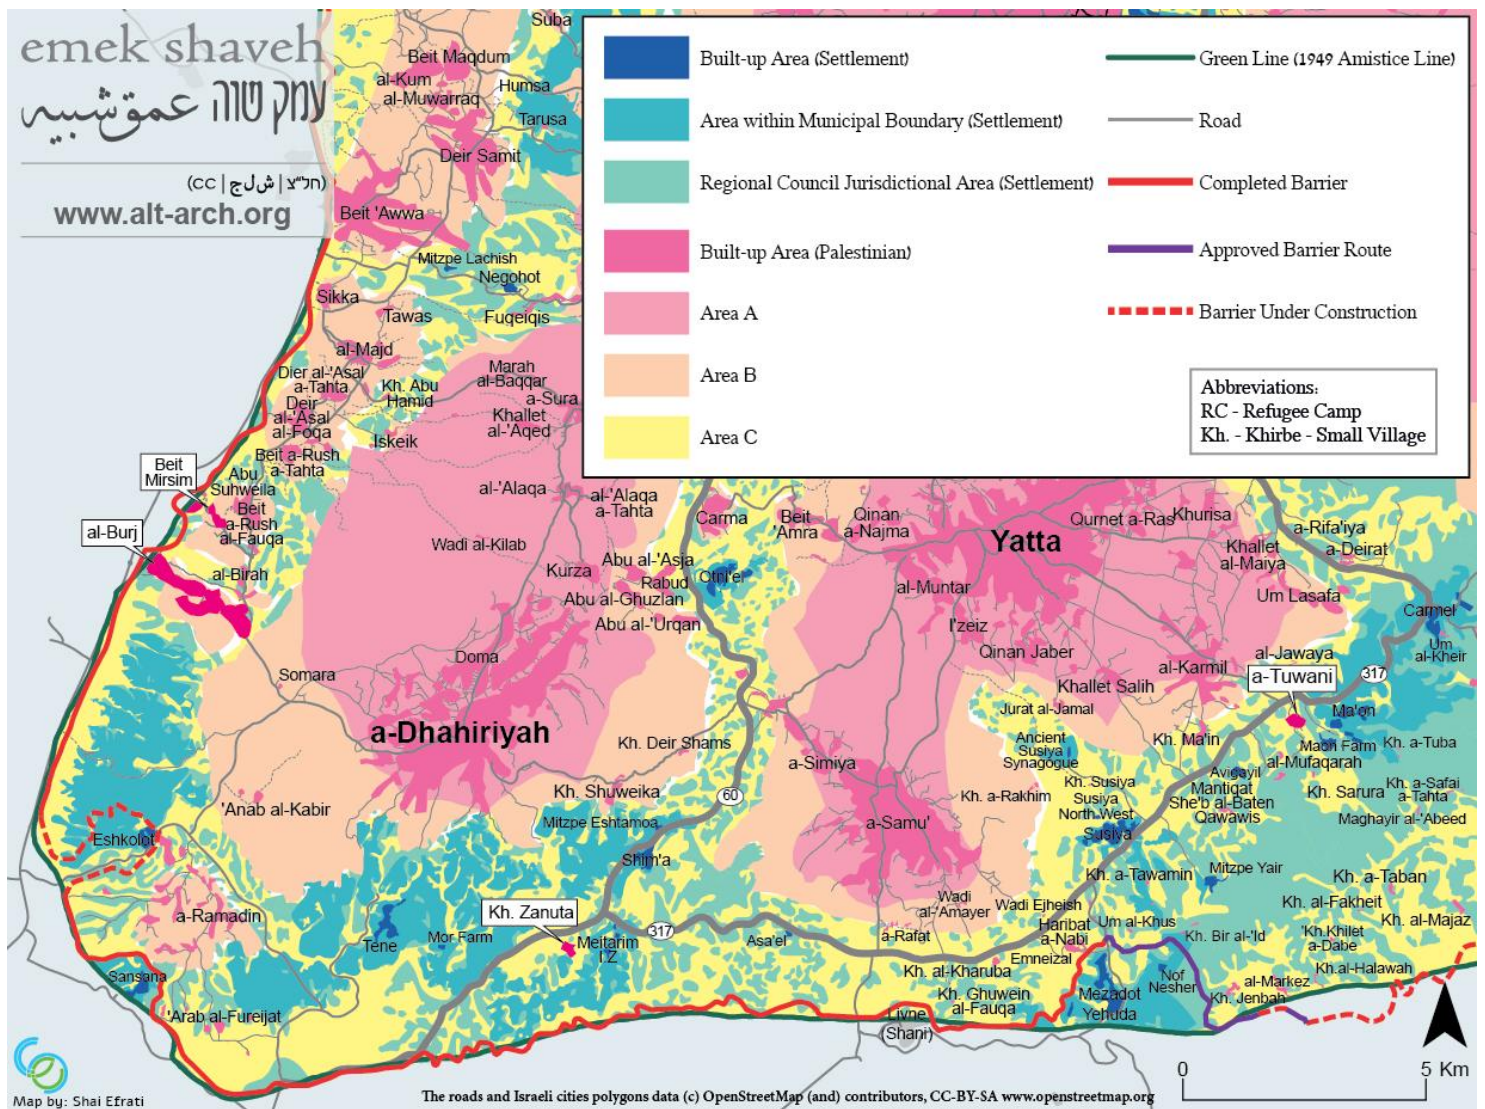 emek shaveh
עמק שוה عمق شبيه
(חל"צ | ش‌ل‌ج | CC)
www.alt-arch.org
Built-up Area (Settlement)
Area within Municipal Boundary (Settlement)
Regional Council Jurisdictional Area (Settlement)
Built-up Area (Palestinian)
Area A
Area B
Area C
Green Line (1949 Amistice Line)
Road
Completed Barrier
Approved Barrier Route
Barrier Under Construction
Abbreviations:
RC - Refugee Camp
Kh. - Khirbe - Small Village
Suba
Beit Maqdum
al-Kum
al-Muwarraq
Humsa
Tarusa
Deir Samit
Beit 'Awwa
Mitzpe Lachish
Negohot
Sikka
Tawas
Fuqeiqis
al-Majd
Dier al-'Asal
a-Tahta
Kh. Abu
Hamid
Marah
al-Baqqar
a-Sura
Deir
al-'Asal
al-Foqa
Khallet
al-'Aqed
Iskeik
Beit a-Rush
a-Tahta
Beit
Mirsim
Abu
Suhweila
Beit
a-Rush
al-Fauqa
al-'Alaqa
al-'Alaqa
a-Tahta
al-Burj
al-Birah
Wadi al-Kilab
Kurza
Abu al-'Asja
Rabud
Abu al-Ghuzlan
Abu al-'Urqan
Carma
Otni'el
Beit
'Amra
Qinan
a-Najma
Yatta
Qurnet a-Ras
Khurisa
a-Rifa'iya
a-Deirat
Khallet
al-Maiya
Um Lasafa
al-Muntar
I'zeiz
Qinan Jaber
Carmel
Um
al-Kheir
al-Jawaya
al-Karmil
a-Tuwani
317
Khallet Salih
Jurat al-Jamal
Ma'on
Doma
Somara
a-Dhahiriyah
Kh. Deir Shams
a-Simiya
Ancient
Susiya
Synagogue
Kh. Ma'in
Maon Farm
Kh. a-Tuba
al-Mufaqarah
Avigayil
Mantiqat
She'b al-Baten
Qawawis
Kh. Susiya
Susiya
North-West
Susiya
Kh. Sarura
Kh. a-Safai
a-Tahta
Maghayir al-'Abeed
'Anab al-Kabir
Kh. Shuweika
60
Kh. a-Rakhim
Mitzpe Eshtamoa
a-Samu'
Eshkolot
Shim'a
Kh. a-Tawamin
Mitzpe Yair
Kh. a-Taban
a-Ramadin
Kh. Zanuta
Wadi
al-'Amayer
Wadi Ejheish
Kh. al-Fakheit
Kh. al-Majaz
Tene
Mor Farm
Meitarim
I.Z
317
Asa'el
a-Rafat
Haribat
a-Nabi
Um al-Khus
Kh. Bir al-'Id
'Kh.Khilet
a-Dabe
Emneizal
Sansana
Kh. al-Kharuba
Kh. Ghuwein
al-Fauqa
Nof
Nesher
Mezadot
Yehuda
al-Markez
Kh.al-Halawah
Kh. Jenbah
'Arab al-Fureijat
Livne
(Shani)
0
5 Km
Map by: Shai Efrati
The roads and Israeli cities polygons data (c) OpenStreetMap (and) contributors, CC-BY-SA www.openstreetmap.org